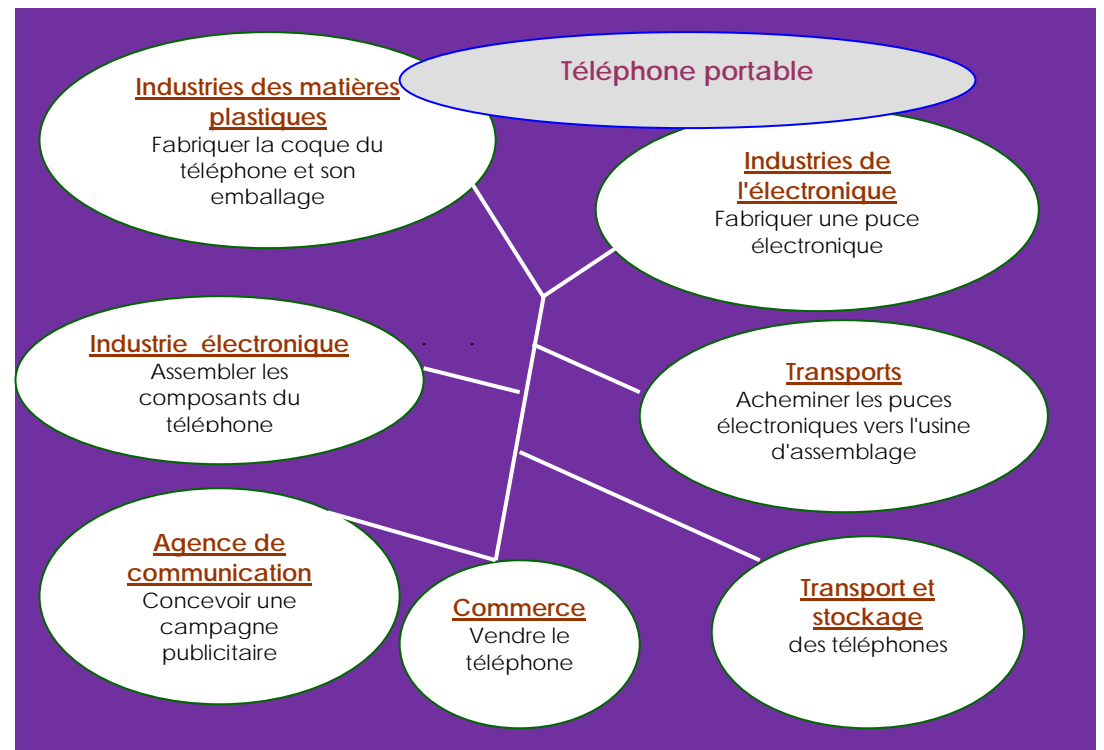 Téléphone portable
Industries des matières
plastiques
Fabriquer la coque du
téléphone et son
emballage
Industries de
l'électronique
Fabriquer une puce
électronique
Industrie  électronique
Assembler les
composants du
téléphone
Transports
Acheminer les puces
électroniques vers l'usine
d'assemblage
Agence de
communication
Concevoir une
campagne
publicitaire
Commerce
Vendre le
téléphone
Transport et
stockage
des téléphones